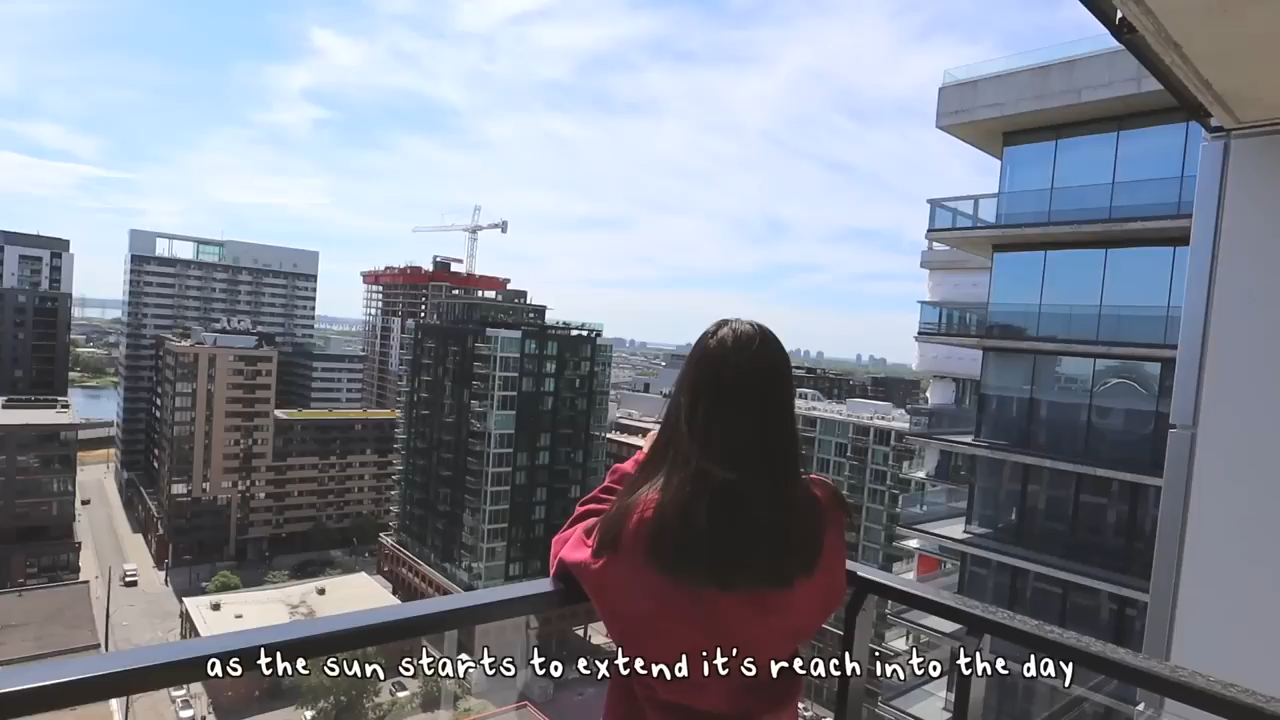 as the sun starts to extend it's reach into the day